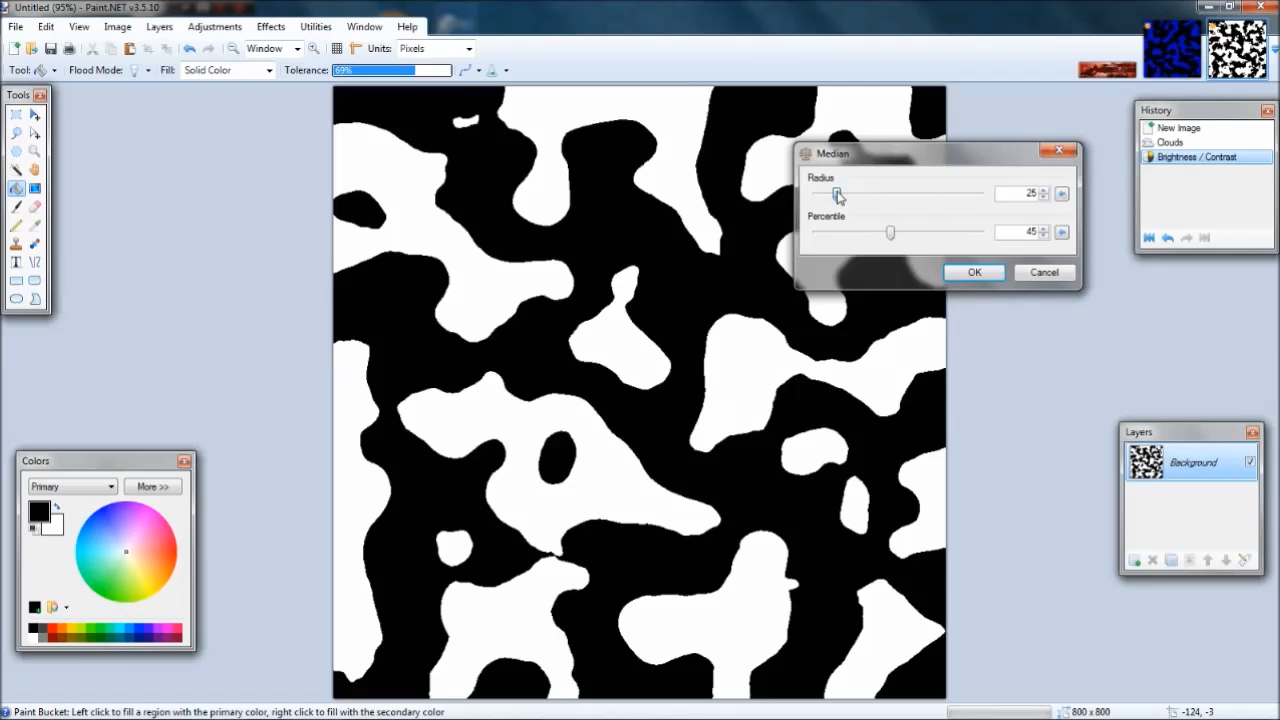 Untitled (95%) - Paint.NET v3.5.10
File Edit View Image Layers Adjustments Effects Utilities Window Help
Window Units: Pixels
Tool: Flood Mode: Fill: Solid Color Tolerance: 69%
Tools
History
New Image
Clouds
Brightness / Contrast
Median
Radius
25
Percentile
45
OK Cancel
Layers
Background
Colors
Primary More >>
Paint Bucket: Left click to fill a region with the primary color, right click to fill with the secondary color 800 x 800 -124, -3